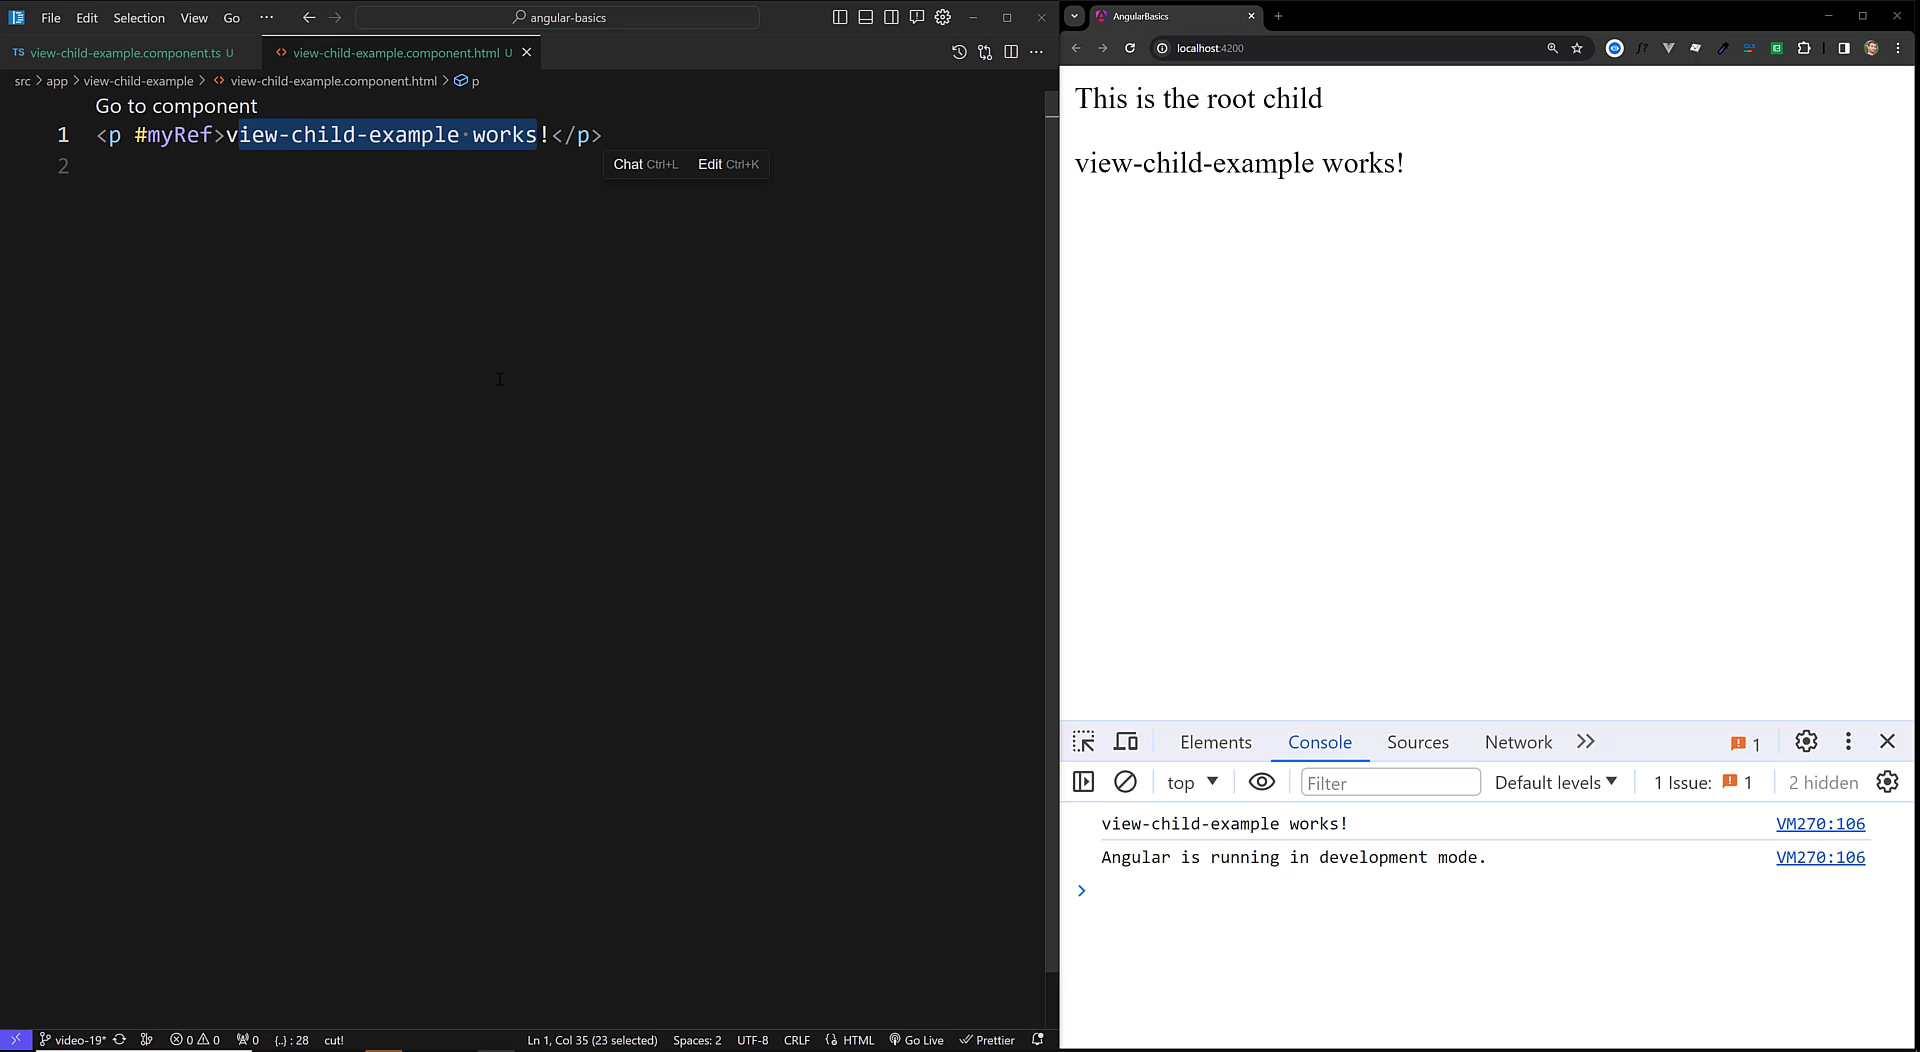 File Edit Selection View Go ··· angular-basics
TS view-child-example.component.ts U
<> view-child-example.component.html U
src > app > view-child-example > <> view-child-example.component.html > p
Go to component
1 <p #myRef>view-child-example·works!</p>
2
Chat Ctrl+L Edit Ctrl+K
video-19* 0 0 0 {..} : 28 cut! Ln 1, Col 35 (23 selected) Spaces: 2 UTF-8 CRLF HTML Go Live Prettier
AngularBasics
localhost:4200
This is the root child
view-child-example works!
Elements Console Sources Network 1
top Filter Default levels 1 Issue: 1 2 hidden
view-child-example works! VM270:106
Angular is running in development mode. VM270:106